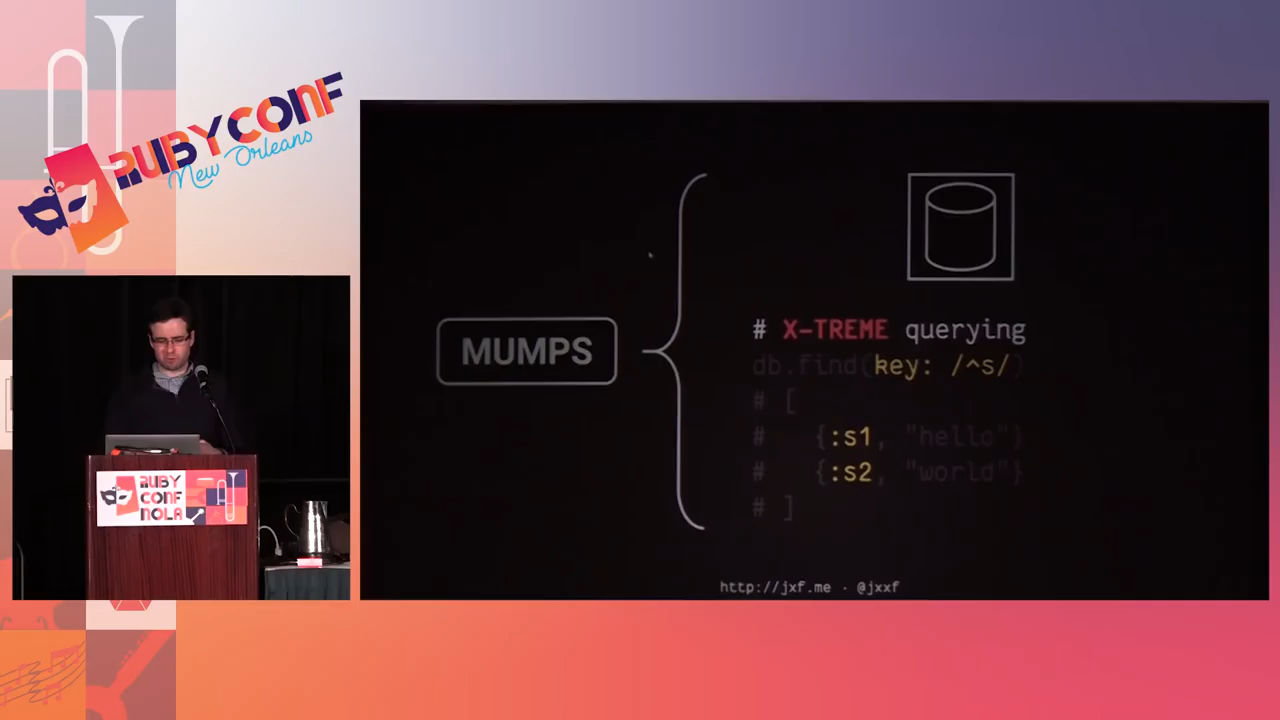 RUBYCONF
New Orleans
MUMPS
# X-TREME querying
db.find(key: /^s/)
# [
#   {:s1, "hello"}
#   {:s2, "world"}
# ]
http://jxf.me · @jxxf
RUBY
CONF
NOLA